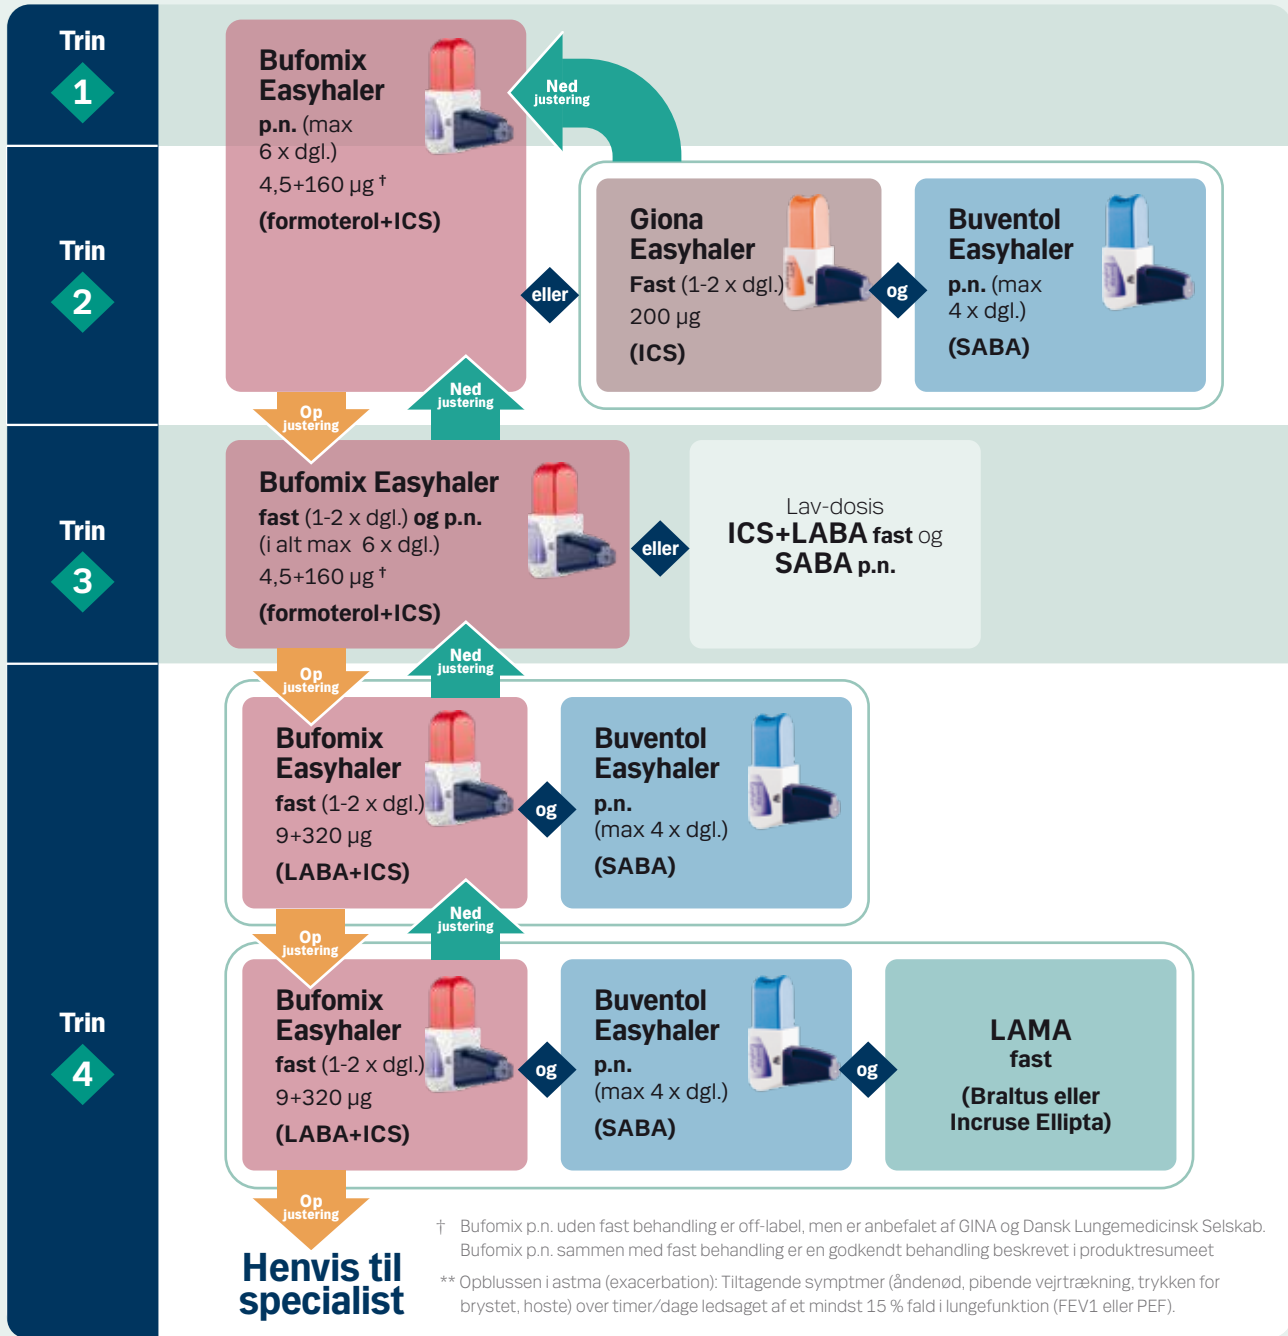 Trin
1
Bufomix
Easyhaler
p.n. (max
6 x dgl.)
4,5+160 µg †
(formoterol+ICS)
Ned
justering
Trin
2
eller
Giona
Easyhaler
Fast (1-2 x dgl.)
200 µg
(ICS)
og
Buventol
Easyhaler
p.n. (max
4 x dgl.)
(SABA)
Op
justering
Ned
justering
Trin
3
Bufomix Easyhaler
fast (1-2 x dgl.) og p.n.
(i alt max 6 x dgl.)
4,5+160 µg †
(formoterol+ICS)
eller
Lav-dosis
ICS+LABA fast og
SABA p.n.
Op
justering
Ned
justering
Trin
4
Bufomix
Easyhaler
fast (1-2 x dgl.)
9+320 µg
(LABA+ICS)
og
Buventol
Easyhaler
p.n.
(max 4 x dgl.)
(SABA)
Op
justering
Ned
justering
Bufomix
Easyhaler
fast (1-2 x dgl.)
9+320 µg
(LABA+ICS)
og
Buventol
Easyhaler
p.n.
(max 4 x dgl.)
(SABA)
og
LAMA
fast
(Braltus eller
Incruse Ellipta)
Op
justering
Henvis til
specialist
† Bufomix p.n. uden fast behandling er off-label, men er anbefalet af GINA og Dansk Lungemedicinsk Selskab.
Bufomix p.n. sammen med fast behandling er en godkendt behandling beskrevet i produktresumeet
** Opblussen i astma (exacerbation): Tiltagende symptmer (åndenød, pibende vejrtrækning, trykken for
brystet, hoste) over timer/dage ledsaget af et mindst 15 % fald i lungefunktion (FEV1 eller PEF).